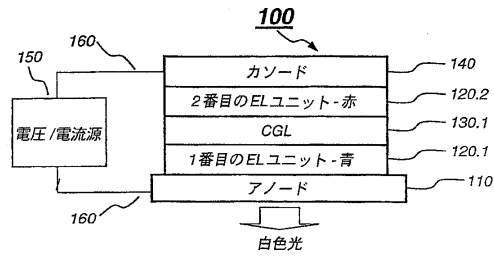 100
160
150
カソード
140
2番目のELユニット-赤
120.2
電圧/電流源
CGL
130.1
1番目のELユニット-青
120.1
アノード
110
160
白色光